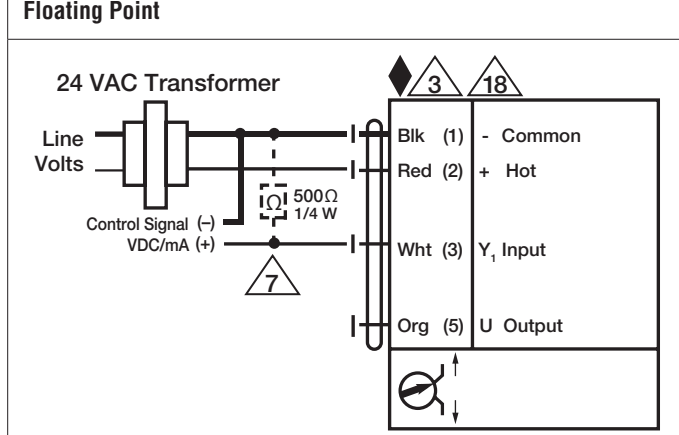 Floating Point
24 VAC Transformer
3
18
Line
Volts
Blk (1) - Common
Red (2) + Hot
Ω
500Ω
1/4 W
Control Signal (–)
VDC/mA (+)
Wht (3) Y1 Input
7
Org (5) U Output